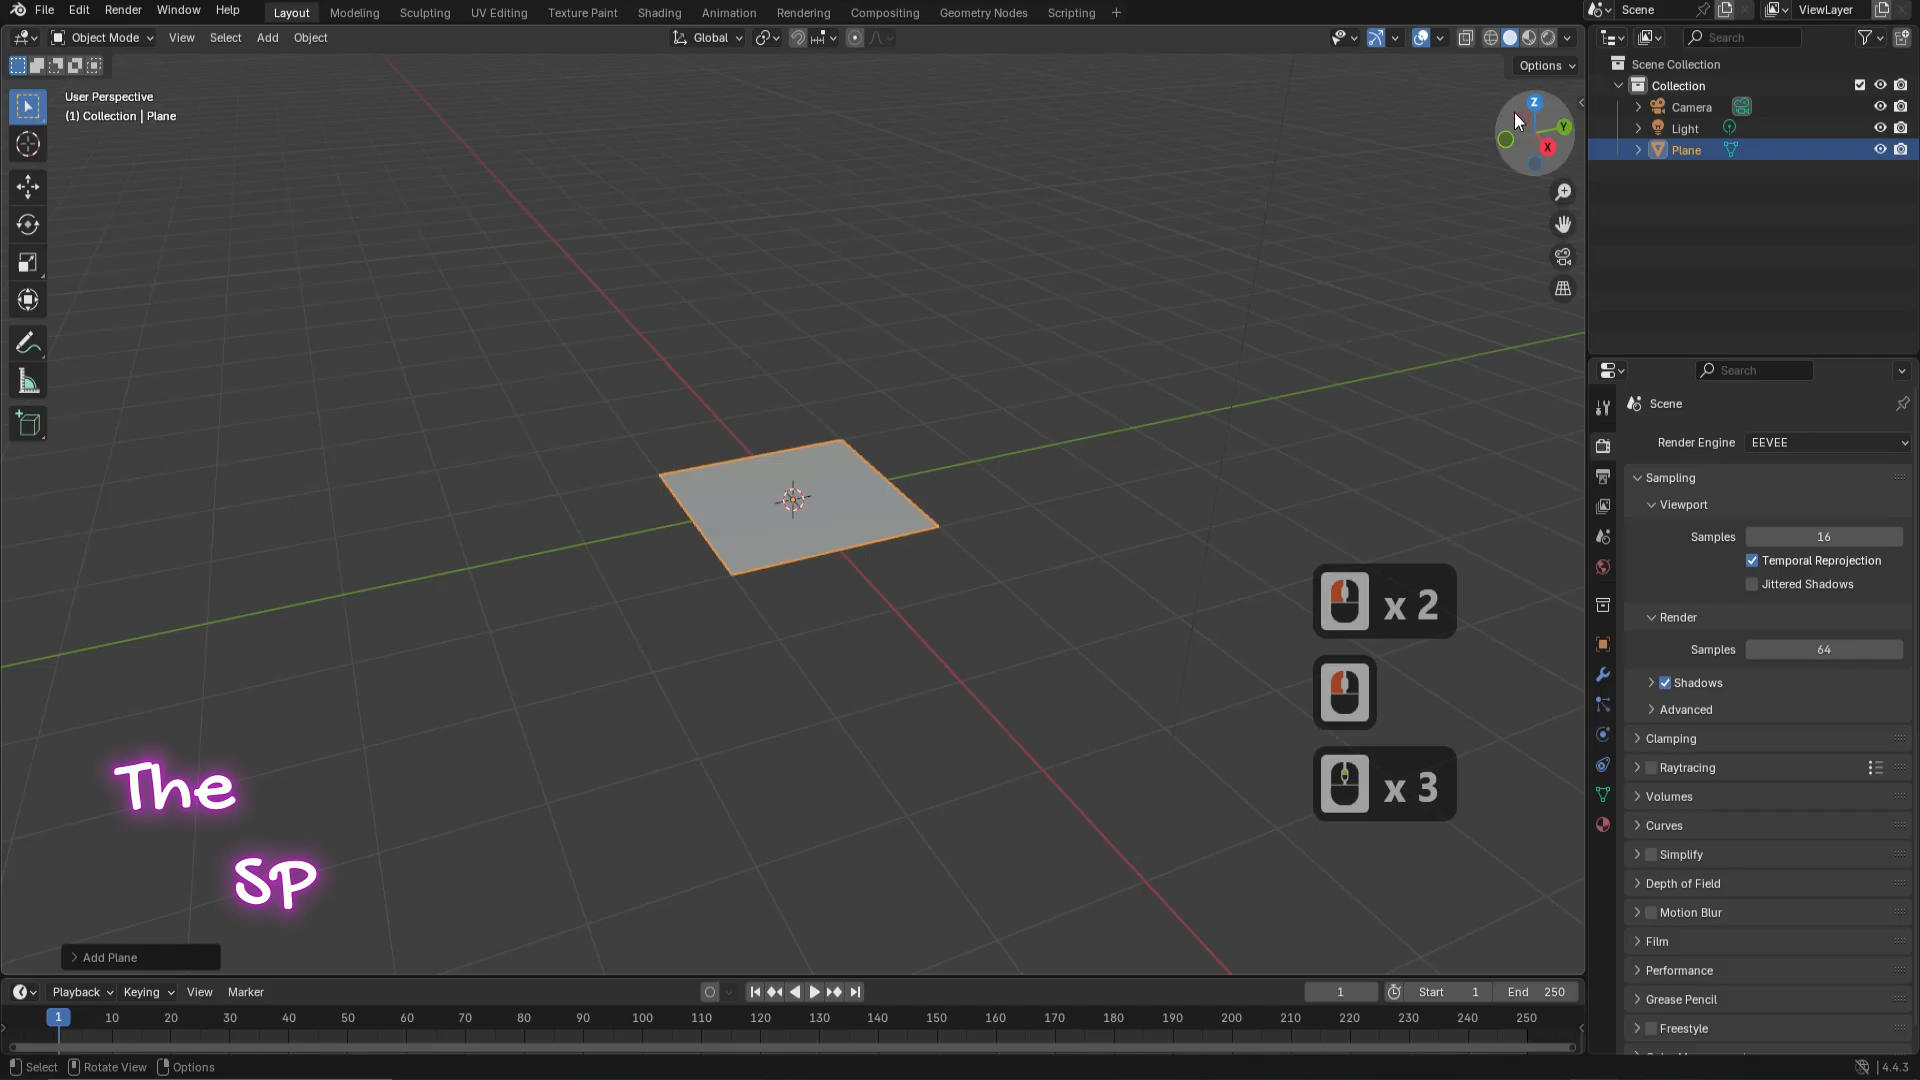 File Edit Render Window Help Layout Modeling Sculpting UV Editing Texture Paint Shading Animation Rendering Compositing Geometry Nodes Scripting + Scene ViewLayer
Object Mode View Select Add Object Global Search
Options
User Perspective
(1) Collection | Plane
Z
Y
X
Scene Collection
Collection
Camera
Light
Plane
Search
Scene
Render Engine EEVEE
Sampling
Viewport
Samples 16
Temporal Reprojection
Jittered Shadows
Render
Samples 64
Shadows
Advanced
Clamping
Raytracing
Volumes
Curves
Simplify
Depth of Field
Motion Blur
Film
Performance
Grease Pencil
Freestyle
x 2
x 3
The
SP
Add Plane
Playback Keying View Marker 1 Start 1 End 250
1 10 20 30 40 50 60 70 80 90 100 110 120 130 140 150 160 170 180 190 200 210 220 230 240 250
Select Rotate View Options 4.4.3